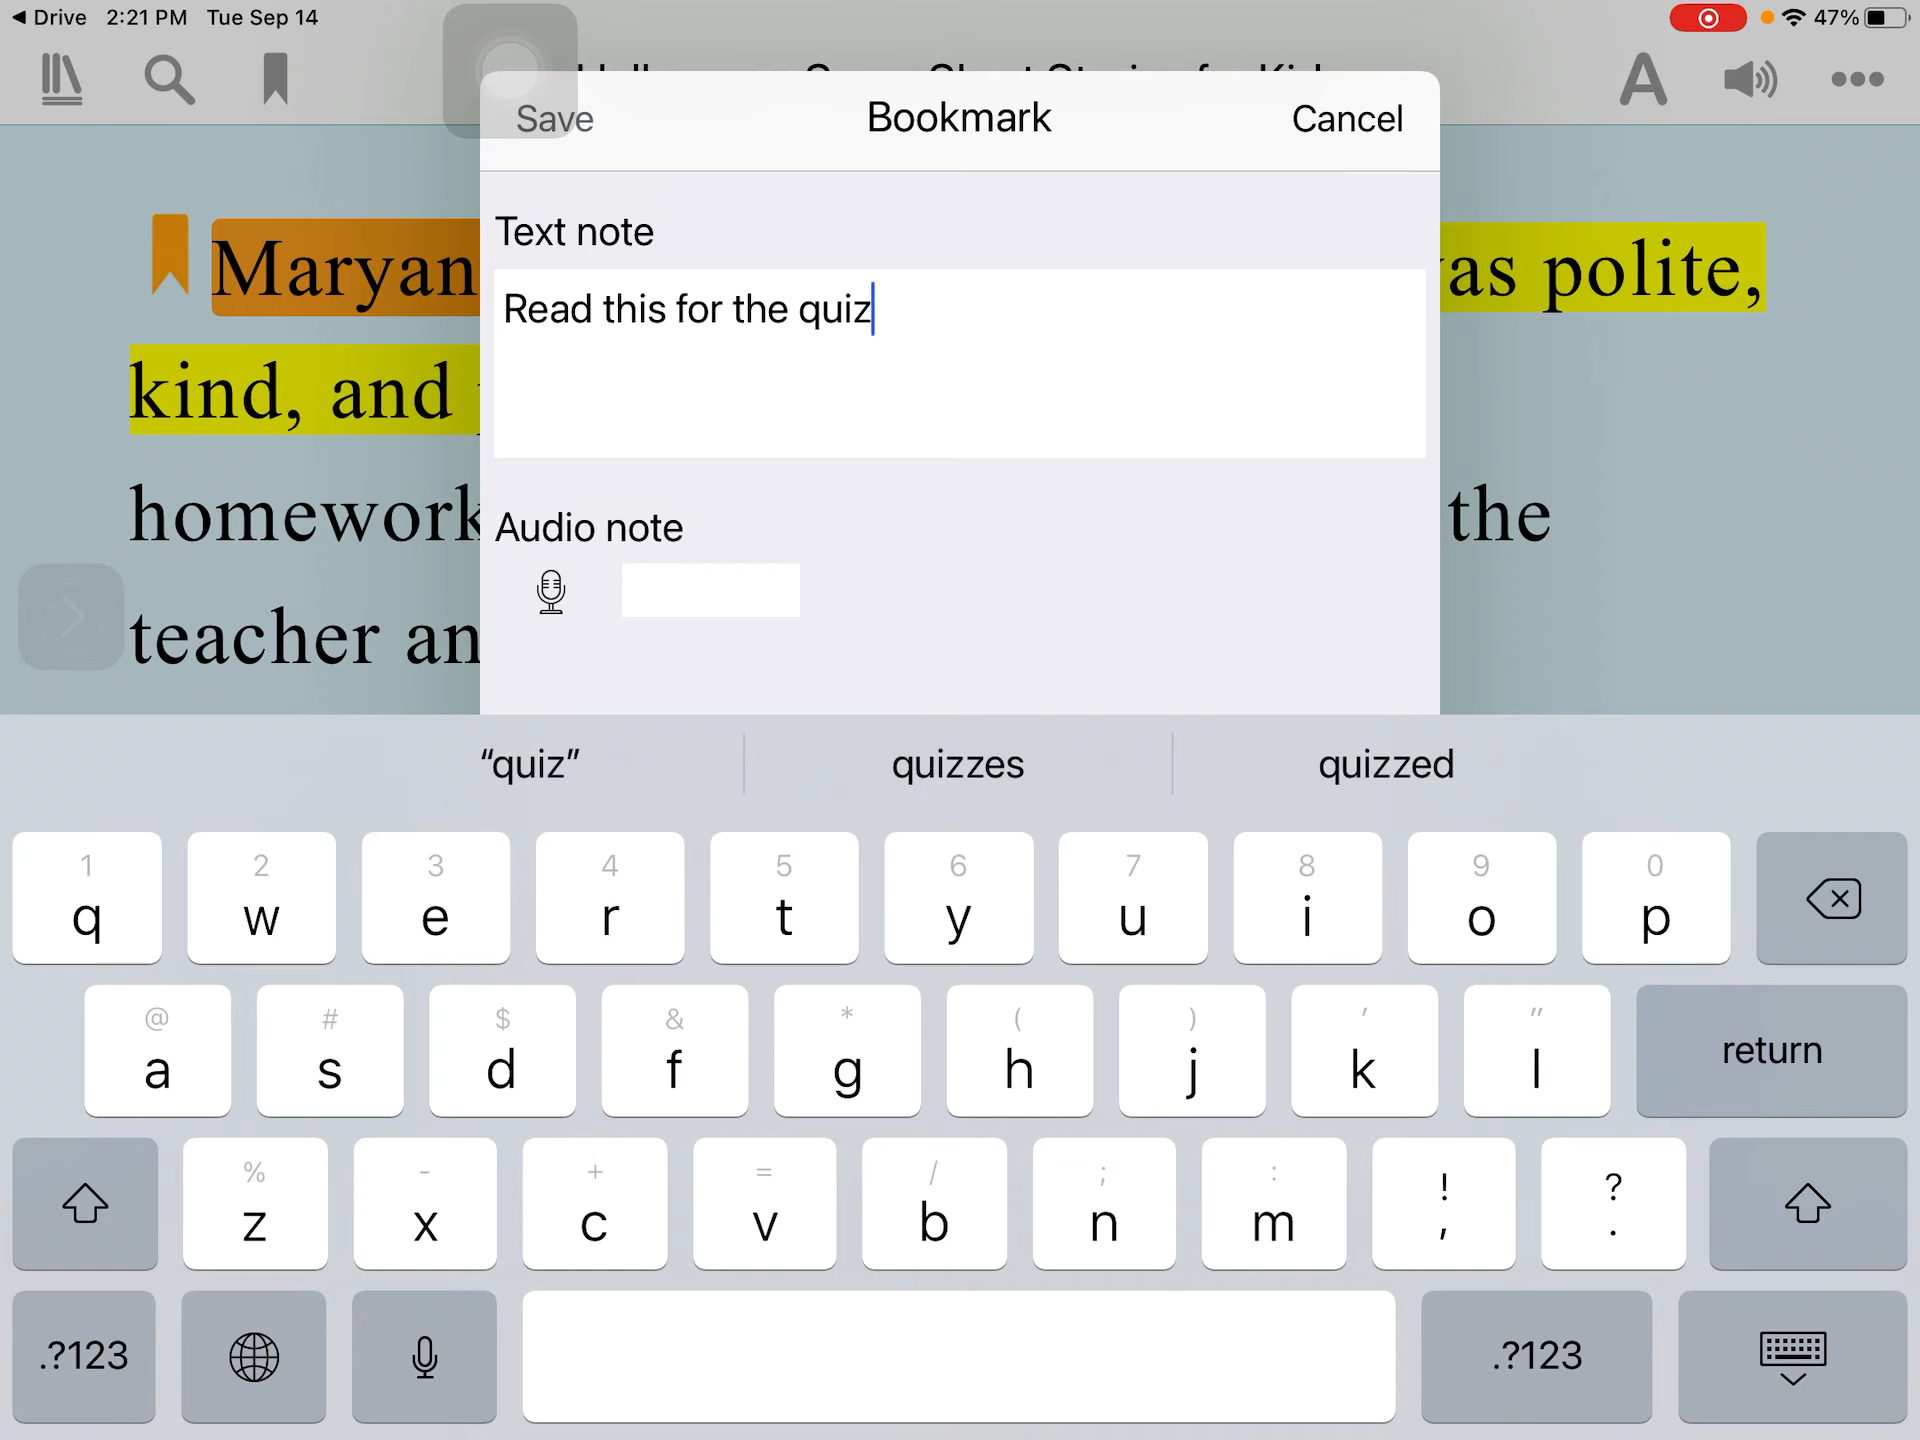 Drive 2:21 PM Tue Sep 14
47%
Save Bookmark Cancel
Text note
Read this for the quiz
Maryan
as polite,
kind, and
homework
the
teacher an
Audio note
“quiz” quizzes quizzed
1 2 3 4 5 6 7 8 9 0
q w e r t y u i o p
@ # $ & * ( ) ' "
a s d f g h j k l return
% - + = / ; : ! ?
z x c v b n m , .
.?123 .?123